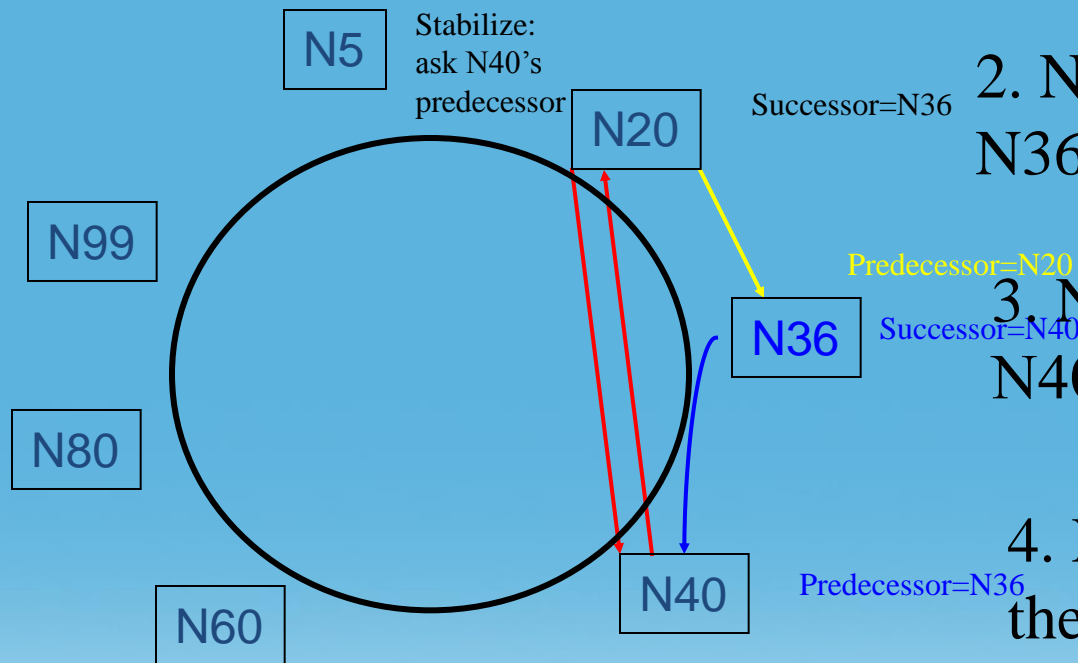 N5
Stabilize:
ask N40’s
predecessor
N20
Successor=N36
2. N
N36
N99
Predecessor=N20
3. N
N36
Successor=N40
N40
N80
4.
the
N40
Predecessor=N36
N60